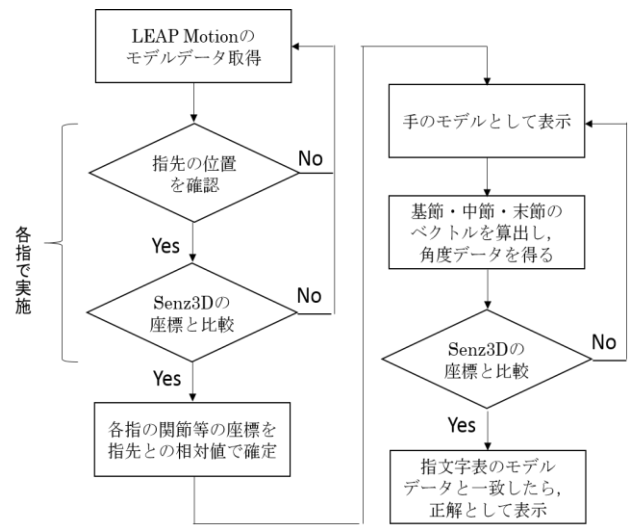 LEAP Motionの
モデルデータ取得
指先の位置
を確認
No
Yes
各指で実施
Senz3Dの
座標と比較
No
Yes
各指の関節等の座標を
指先との相対値で確定
手のモデルとして表示
基節・中節・末節の
ベクトルを算出し，
角度データを得る
Senz3Dの
座標と比較
No
Yes
指文字表のモデル
データと一致したら，
正解として表示